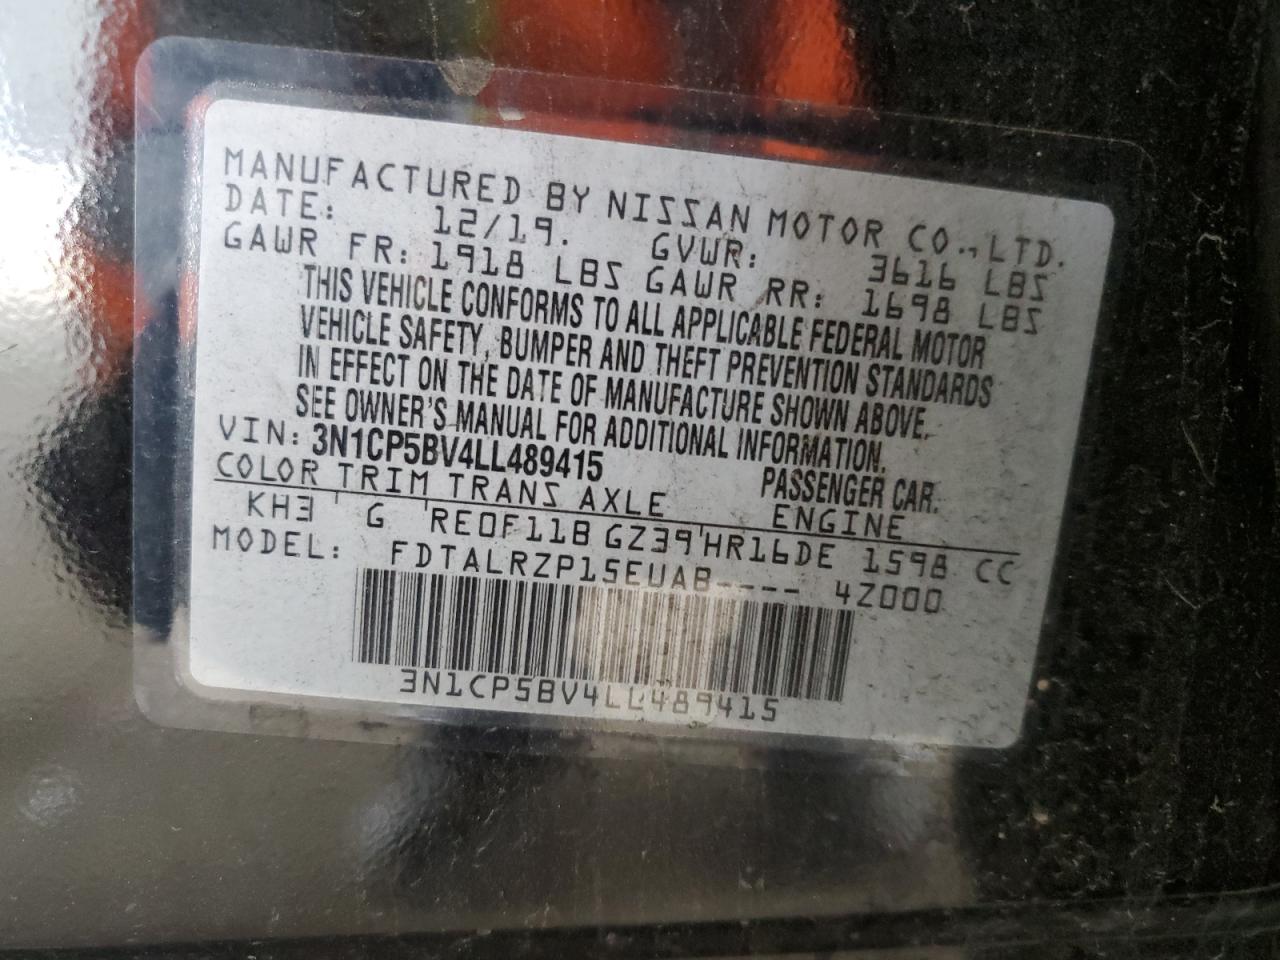 MANUFACTURED BY NISSAN MOTOR CO., LTD.
DATE: 12/19. GVWR: 3616 LBS
GAWR FR: 1918 LBS GAWR RR: 1698 LBS
THIS VEHICLE CONFORMS TO ALL APPLICABLE FEDERAL MOTOR
VEHICLE SAFETY, BUMPER AND THEFT PREVENTION STANDARDS
IN EFFECT ON THE DATE OF MANUFACTURE SHOWN ABOVE.
SEE OWNER'S MANUAL FOR ADDITIONAL INFORMATION.
VIN: 3N1CP5BV4LL489415 PASSENGER CAR.
COLOR TRIM TRANS AXLE ENGINE
KH3 G RE0F11B GZ39 HR16DE 1598 CC
MODEL: FDTALRZP15EUAB---- 4Z000
3N1CP5BV4LL489415